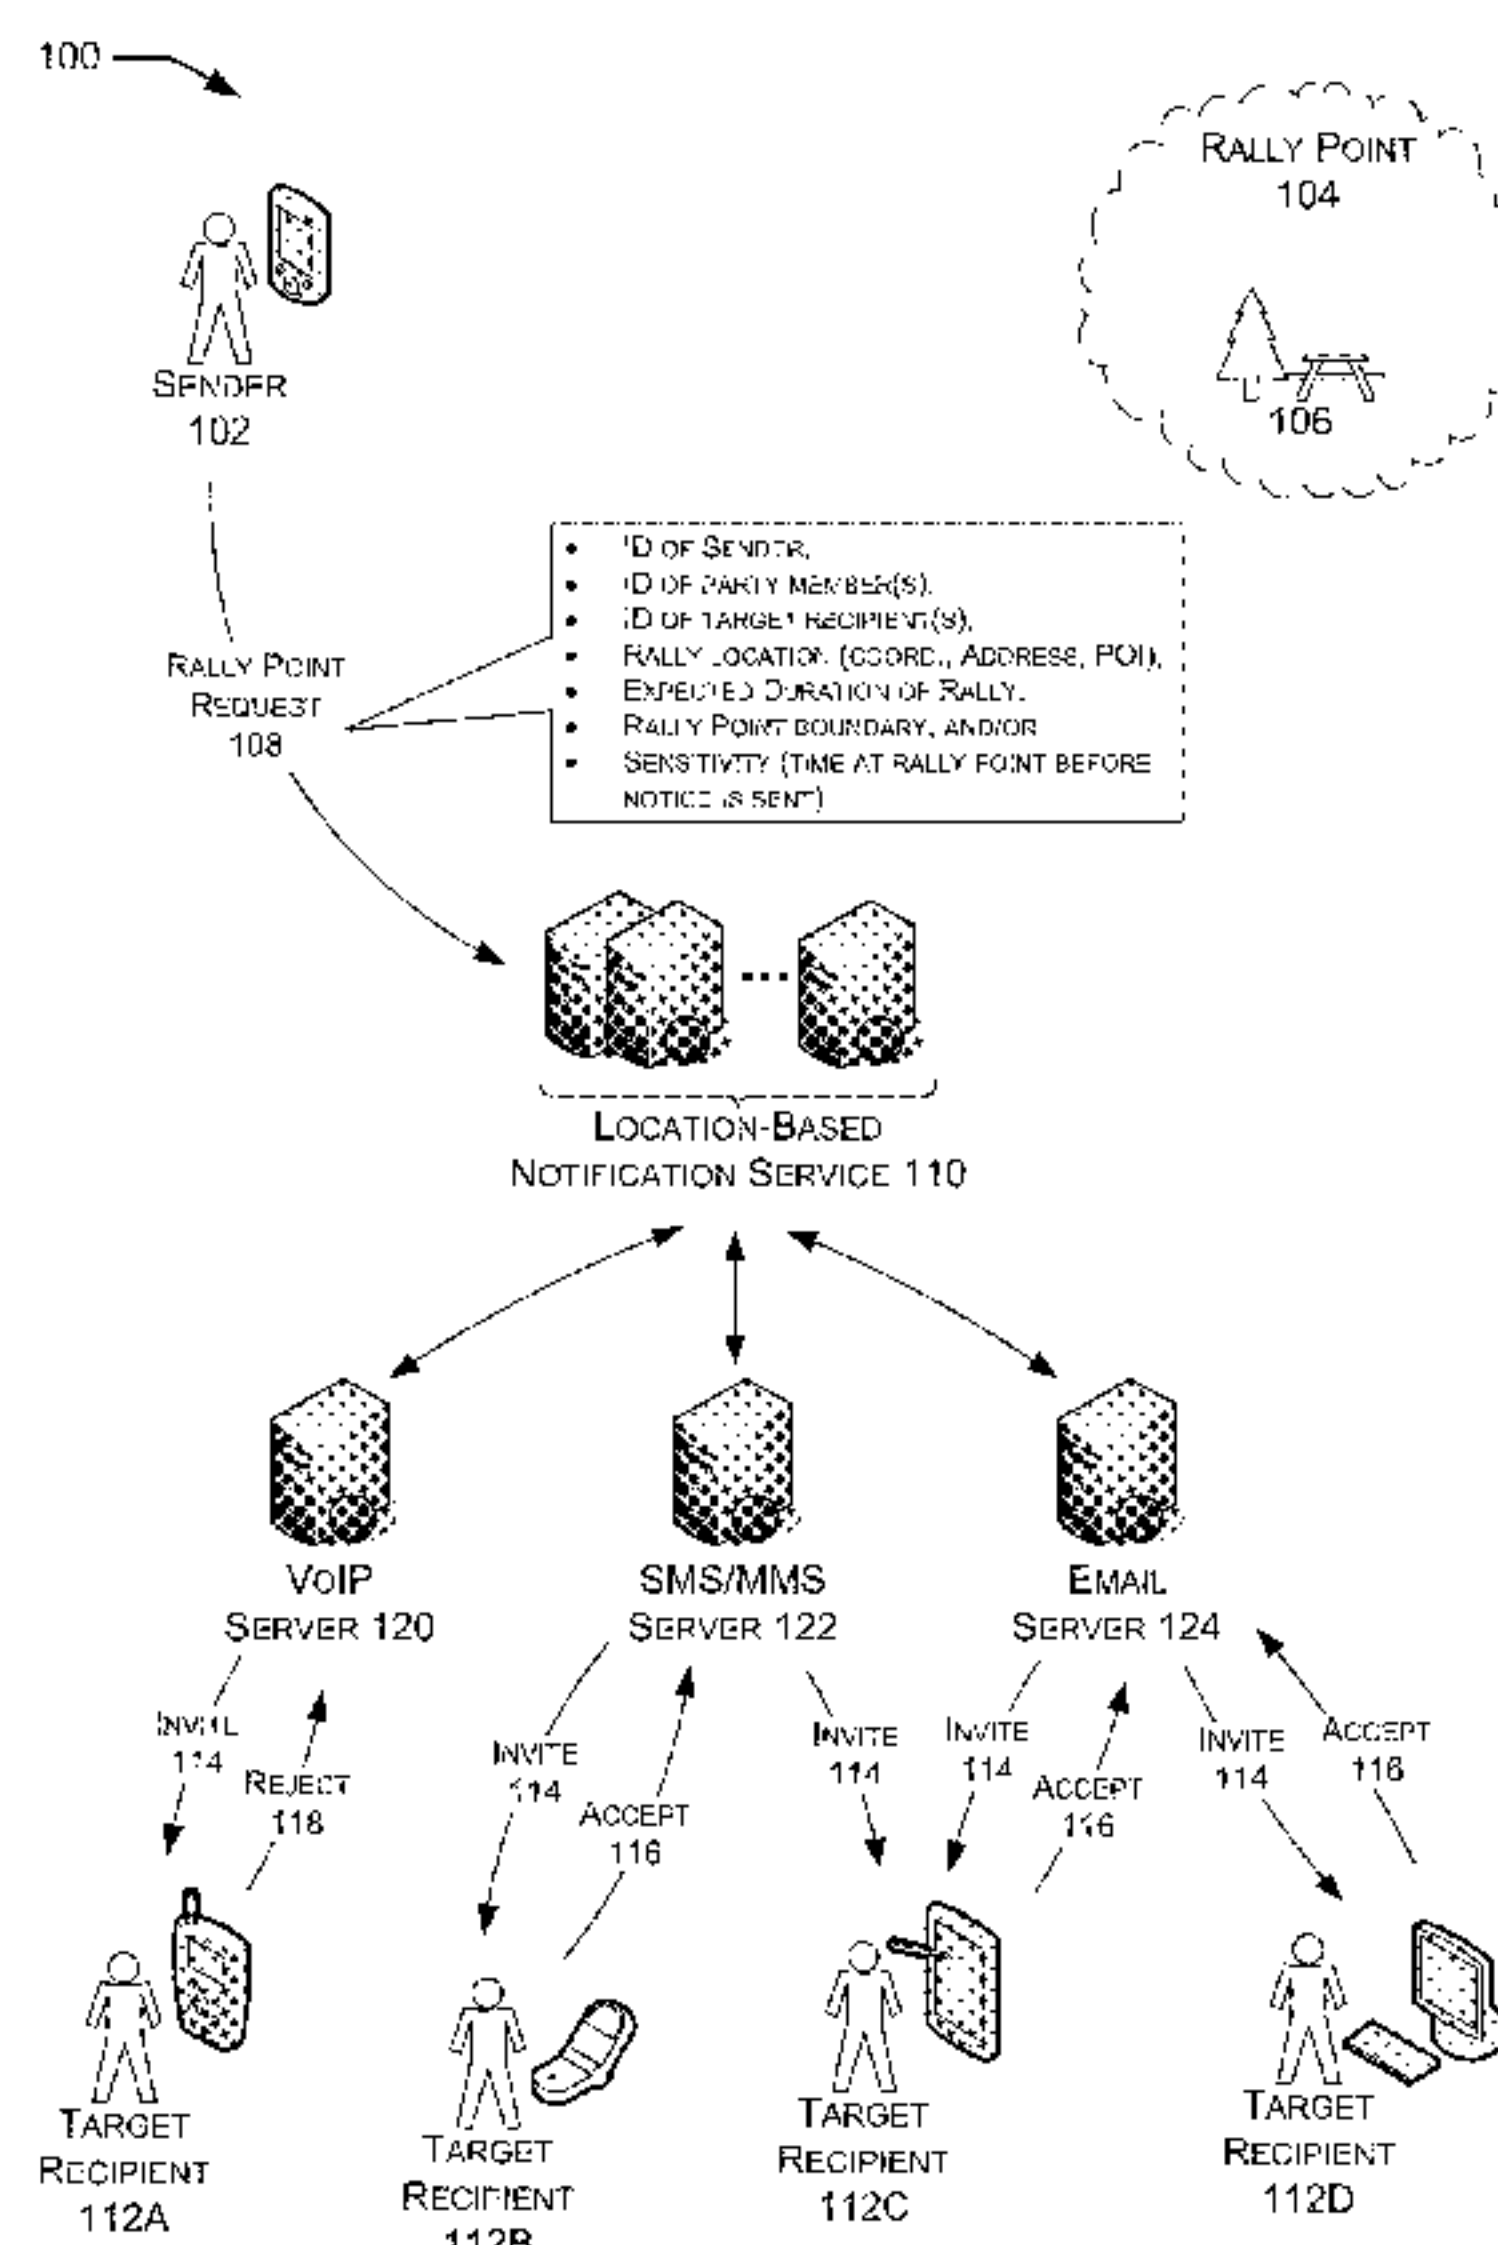 100
RALLY POINT
104
106
SENDER
102
• ID OF SENDER,
• ID OF PARTY MEMBER(S),
• ID OF TARGET RECIPIENT(S),
• RALLY LOCATION (COORD., ADDRESS, POI),
• EXPECTED DURATION OF RALLY,
• RALLY POINT BOUNDARY, AND/OR
• SENSITIVITY (TIME AT RALLY POINT BEFORE
NOTICE IS SENT)
RALLY POINT
REQUEST
108
LOCATION-BASED
NOTIFICATION SERVICE 110
VOIP
SERVER 120
SMS/MMS
SERVER 122
EMAIL
SERVER 124
INVITE
114
REJECT
118
INVITE
114
ACCEPT
116
INVITE
114
INVITE
114
ACCEPT
116
INVITE
114
ACCEPT
116
TARGET
RECIPIENT
112A
TARGET
RECIPIENT
112B
TARGET
RECIPIENT
112C
TARGET
RECIPIENT
112D